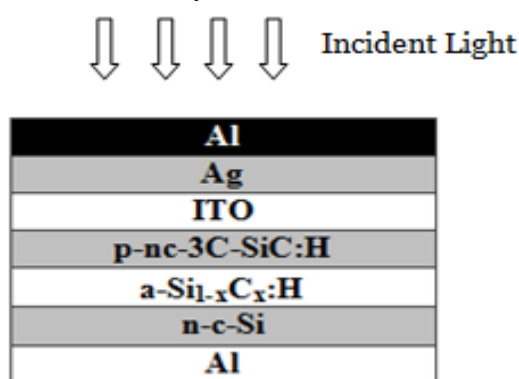 Incident Light
Al
Ag
ITO
p-nc-3C-SiC:H
a-Si1-xCx:H
n-c-Si
Al